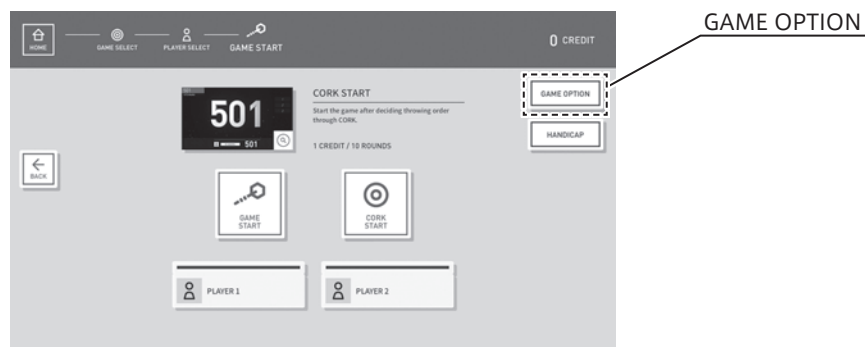 GAME OPTION
HOME
GAME SELECT
PLAYER SELECT
GAME START
0 CREDIT
501
501
CORK START
Start the game after deciding throwing order
through CORK.
1 CREDIT / 10 ROUNDS
GAME OPTION
HANDICAP
BACK
GAME
START
CORK
START
PLAYER 1
PLAYER 2